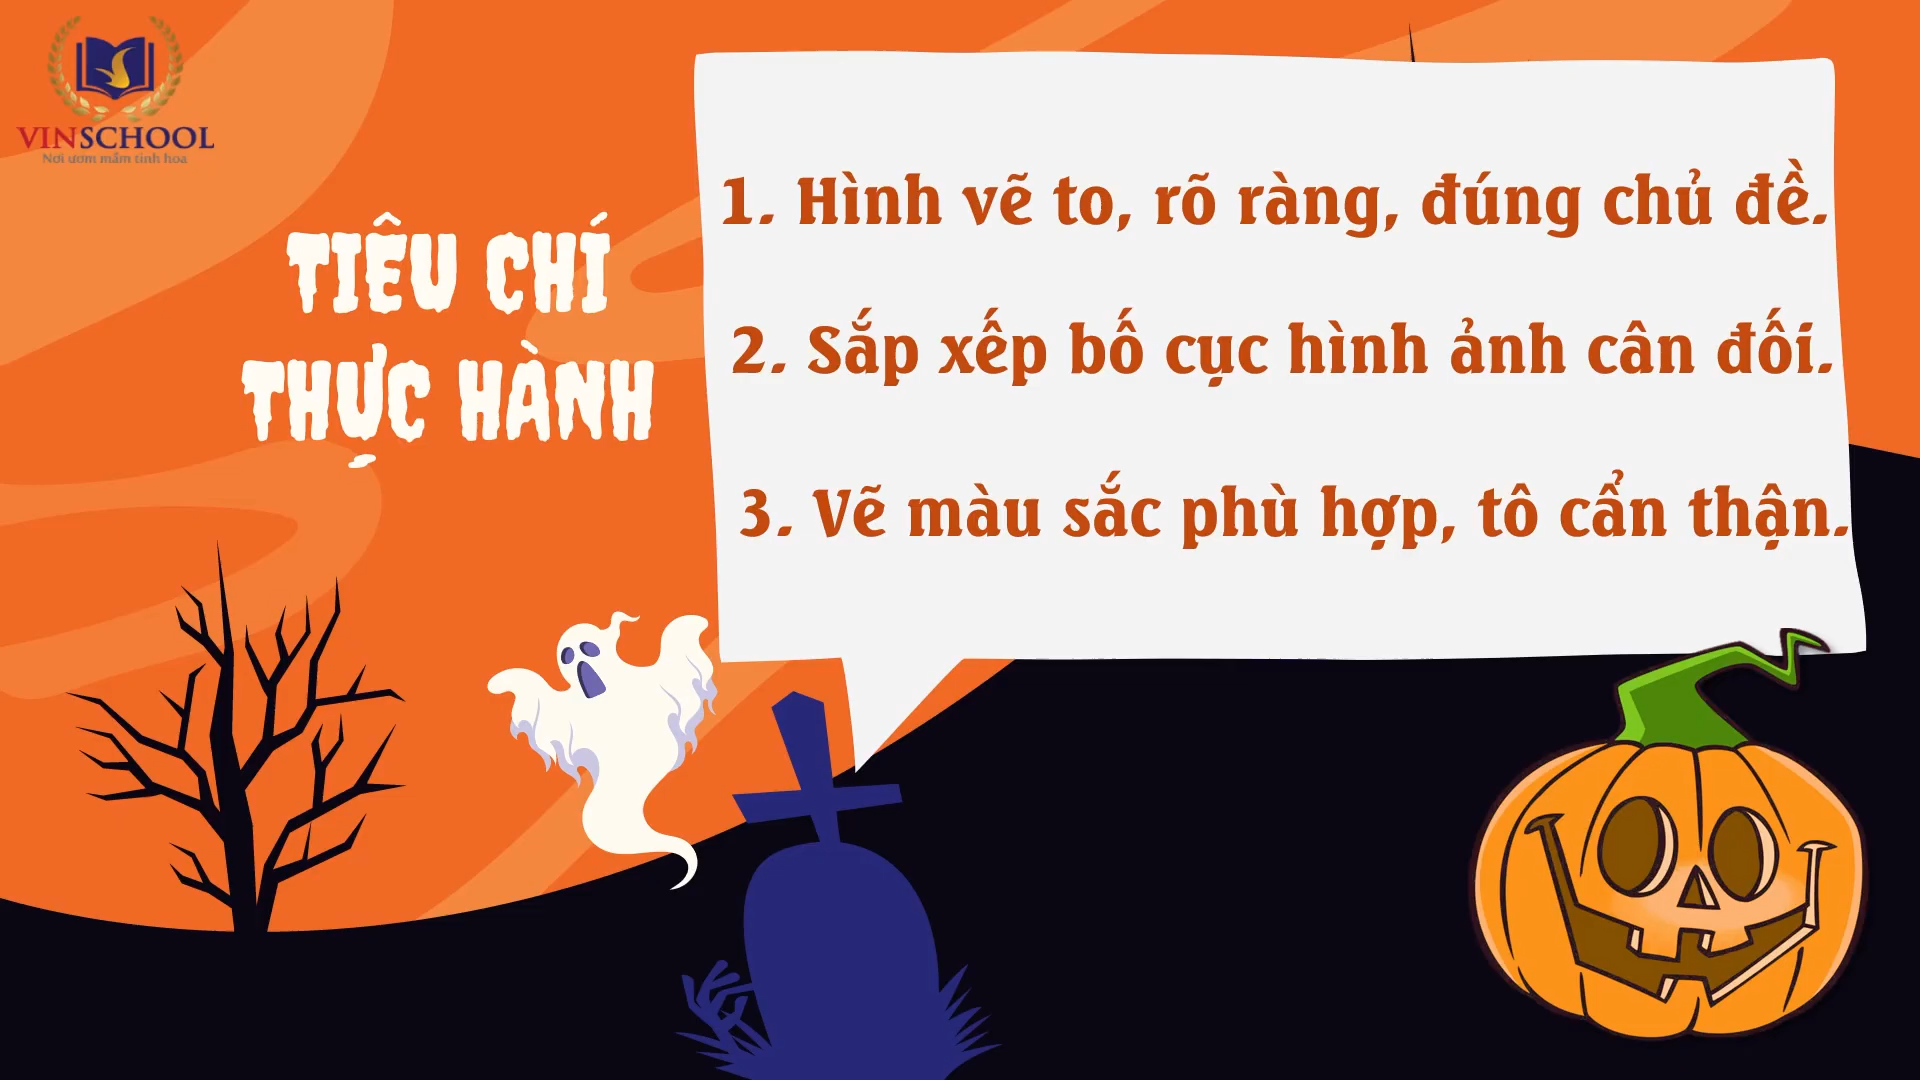 VINSCHOOL
Nơi ươm mầm tinh hoa
TIÊU CHÍ
THỰC HÀNH
1. Hình vẽ to, rõ ràng, đúng chủ đề.
2. Sắp xếp bố cục hình ảnh cân đối.
3. Vẽ màu sắc phù hợp, tô cẩn thận.